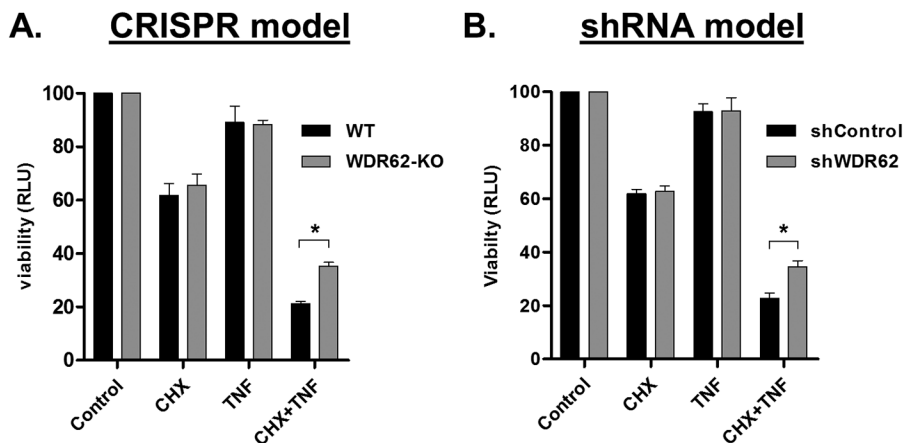 A. CRISPR model
viability (RLU)
100
80
60
40
20
0
WT
WDR62-KO
*
Control
CHX
TNF
CHX+TNF
B. shRNA model
Viabilty (RLU)
100
80
60
40
20
0
shControl
shWDR62
*
Control
CHX
TNF
CHX+TNF